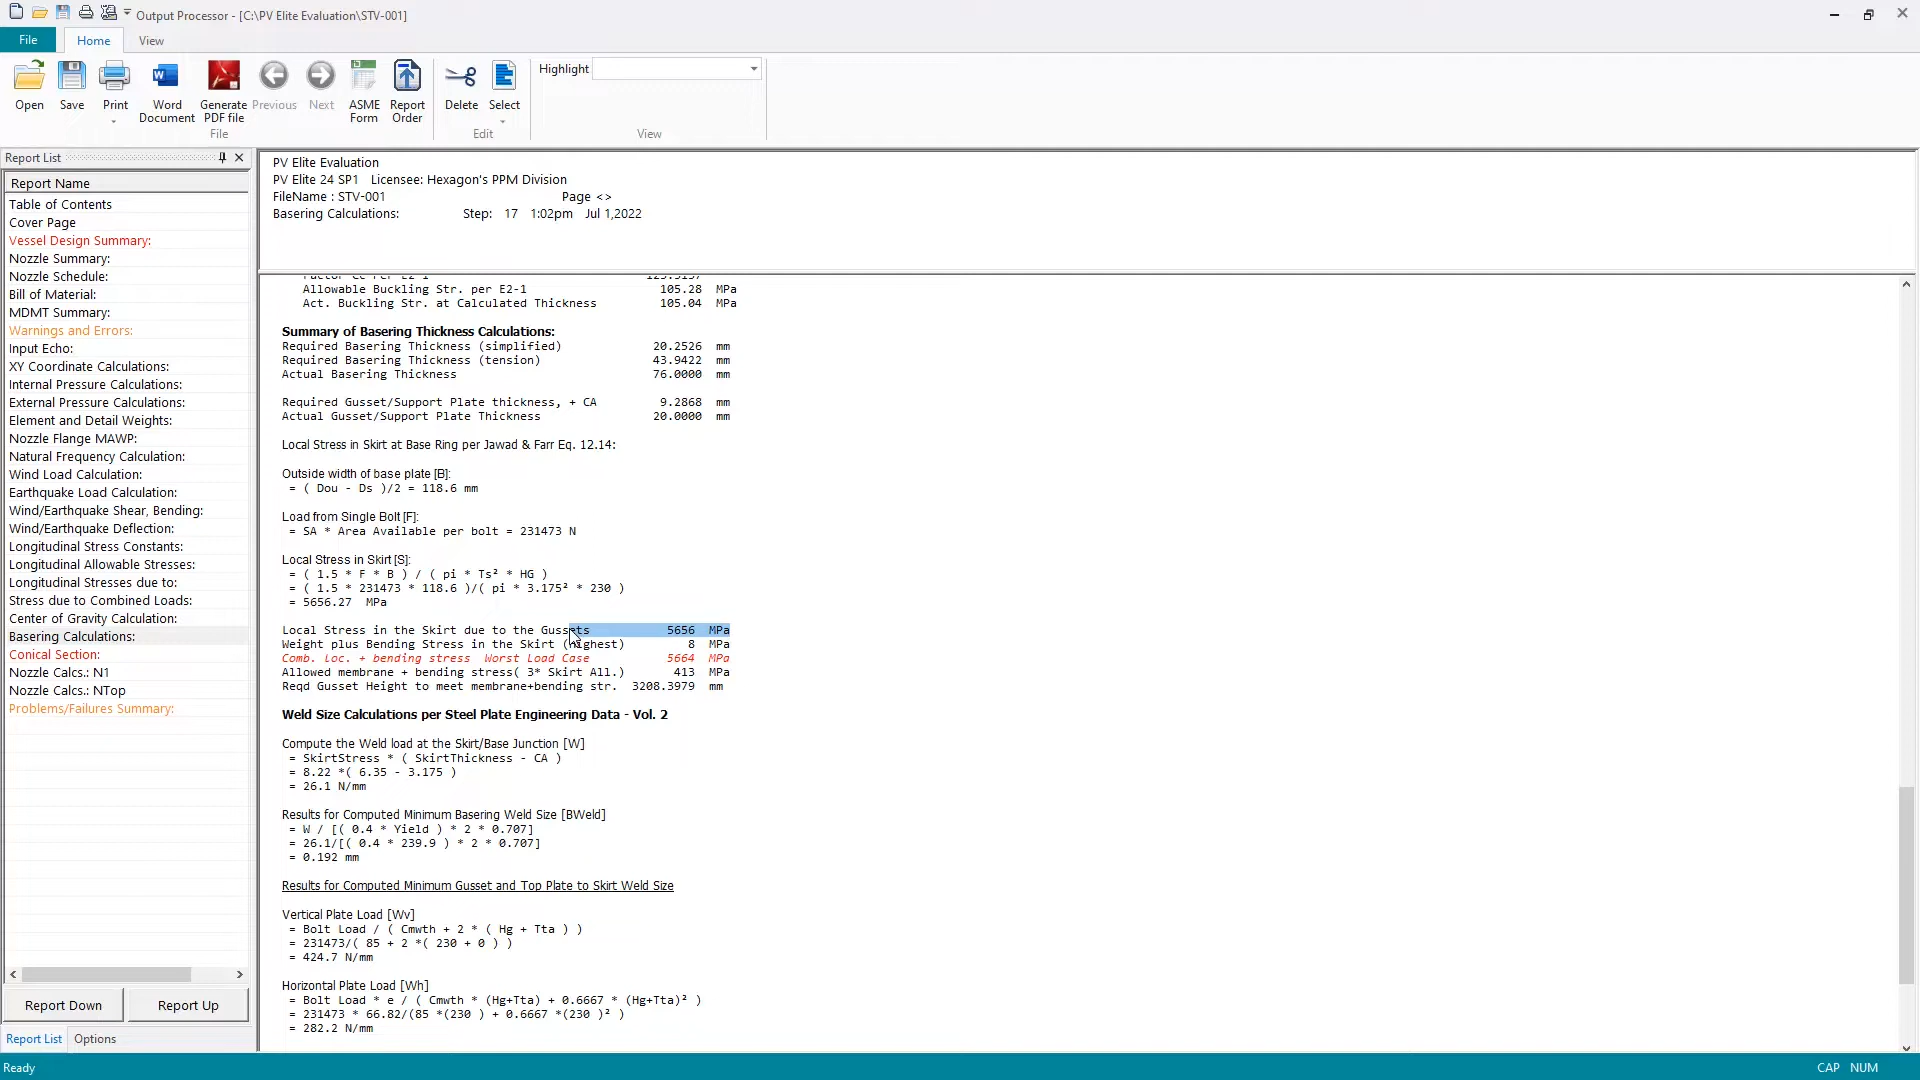 Output Processor - [C:\PV Elite Evaluation\STV-001]
File
Home
View
Open
Save
Print
Word Document
Generate PDF file
Previous
Next
ASME Form
Report Order
Delete
Select
Highlight
File
Edit
View
Report List
Report Name
Table of Contents
Cover Page
Vessel Design Summary:
Nozzle Summary:
Nozzle Schedule:
Bill of Material:
MDMT Summary:
Warnings and Errors:
Input Echo:
XY Coordinate Calculations:
Internal Pressure Calculations:
External Pressure Calculations:
Element and Detail Weights:
Nozzle Flange MAWP:
Natural Frequency Calculation:
Wind Load Calculation:
Earthquake Load Calculation:
Wind/Earthquake Shear, Bending:
Wind/Earthquake Deflection:
Longitudinal Stress Constants:
Longitudinal Allowable Stresses:
Longitudinal Stresses due to:
Stress due to Combined Loads:
Center of Gravity Calculation:
Basering Calculations:
Conical Section:
Nozzle Calcs.: N1
Nozzle Calcs.: NTop
Problems/Failures Summary:
Report Down
Report Up
Report List
Options
PV Elite Evaluation
PV Elite 24 SP1 Licensee: Hexagon's PPM Division
FileName : STV-001 Page <>
Basering Calculations: Step: 17 1:02pm Jul 1,2022
Allowable Buckling Str. per E2-1 105.28 MPa
Act. Buckling Str. at Calculated Thickness 105.04 MPa
Summary of Basering Thickness Calculations:
Required Basering Thickness (simplified) 20.2526 mm
Required Basering Thickness (tension) 43.9422 mm
Actual Basering Thickness 76.0000 mm
Required Gusset/Support Plate thickness, + CA 9.2868 mm
Actual Gusset/Support Plate Thickness 20.0000 mm
Local Stress in Skirt at Base Ring per Jawad & Farr Eq. 12.14:
Outside width of base plate [B]:
= ( Dou - Ds )/2 = 118.6 mm
Load from Single Bolt [F]:
= SA * Area Available per bolt = 231473 N
Local Stress in Skirt [S]:
= ( 1.5 * F * B ) / ( pi * Ts² * HG )
= ( 1.5 * 231473 * 118.6 )/( pi * 3.175² * 230 )
= 5656.27 MPa
Local Stress in the Skirt due to the Gussets 5656 MPa
Weight plus Bending Stress in the Skirt (highest) 8 MPa
Comb. Loc. + bending stress Worst Load Case 5664 MPa
Allowed membrane + bending stress( 3* Skirt All.) 413 MPa
Reqd Gusset Height to meet membrane+bending str. 3208.3979 mm
Weld Size Calculations per Steel Plate Engineering Data - Vol. 2
Compute the Weld load at the Skirt/Base Junction [W]
= SkirtStress * ( SkirtThickness - CA )
= 8.22 *( 6.35 - 3.175 )
= 26.1 N/mm
Results for Computed Minimum Basering Weld Size [BWeld]
= W / [( 0.4 * Yield ) * 2 * 0.707]
= 26.1/[( 0.4 * 239.9 ) * 2 * 0.707]
= 0.192 mm
Results for Computed Minimum Gusset and Top Plate to Skirt Weld Size
Vertical Plate Load [Wv]
= Bolt Load / ( Cmwth + 2 * ( Hg + Tta ) )
= 231473/( 85 + 2 *( 230 + 0 ) )
= 424.7 N/mm
Horizontal Plate Load [Wh]
= Bolt Load * e / ( Cmwth * (Hg+Tta) + 0.6667 * (Hg+Tta)² )
= 231473 * 66.82/(85 *(230 ) + 0.6667 *(230 )² )
= 282.2 N/mm
Ready
CAP NUM